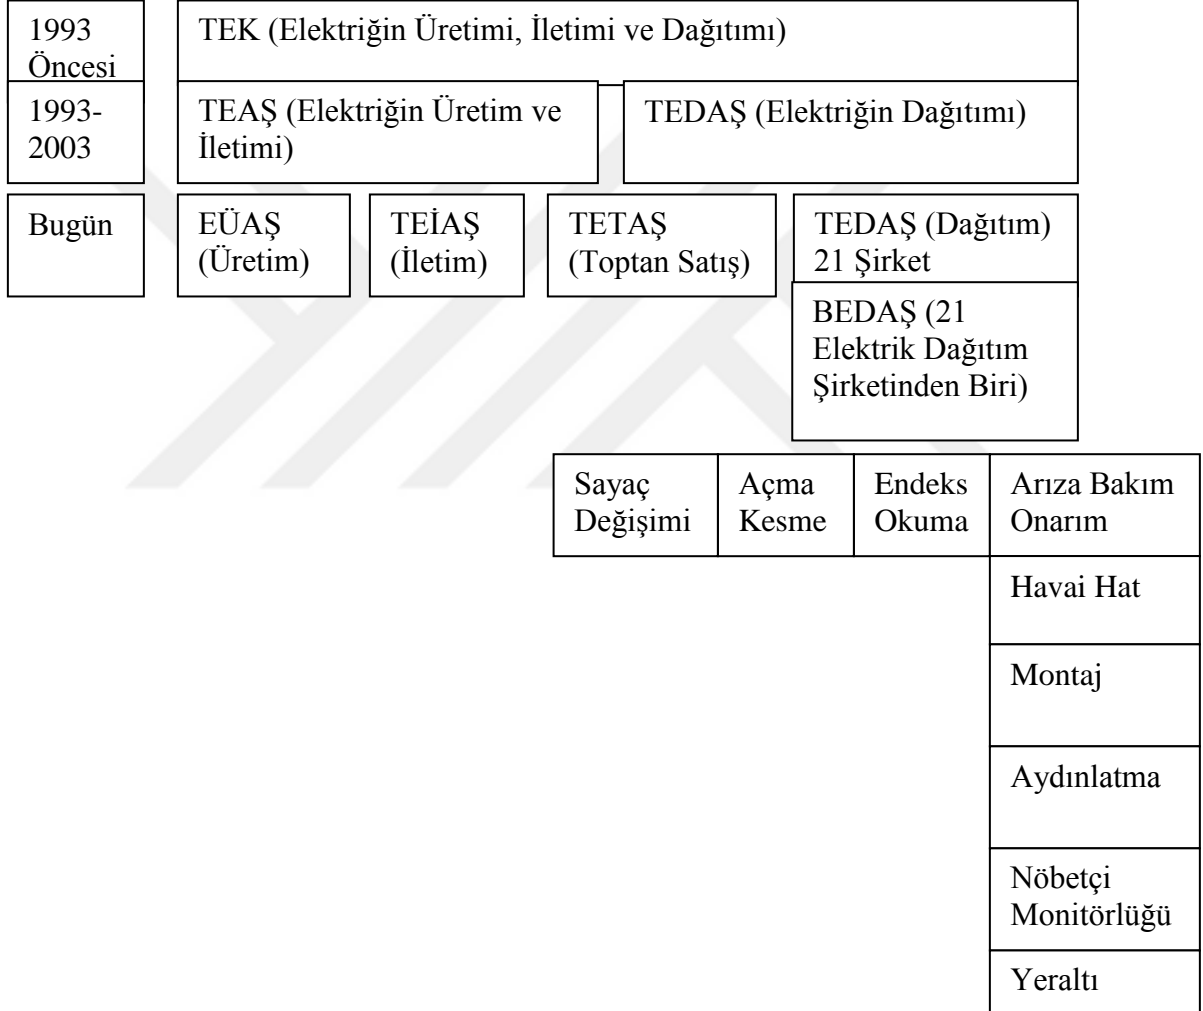 1993
Öncesi
TEK (Elektriğin Üretimi, İletimi ve Dağıtımı)
1993-
2003
TEAŞ (Elektriğin Üretim ve
İletimi)
TEDAŞ (Elektriğin Dağıtımı)
Bugün
EÜAŞ
(Üretim)
TEİAŞ
(İletim)
TETAŞ
(Toptan Satış)
TEDAŞ (Dağıtım)
21 Şirket
BEDAŞ (21
Elektrik Dağıtım
Şirketinden Biri)
Sayaç
Değişimi
Açma
Kesme
Endeks
Okuma
Arıza Bakım
Onarım
Havai Hat
Montaj
Aydınlatma
Nöbetçi
Monitörlüğü
Yeraltı